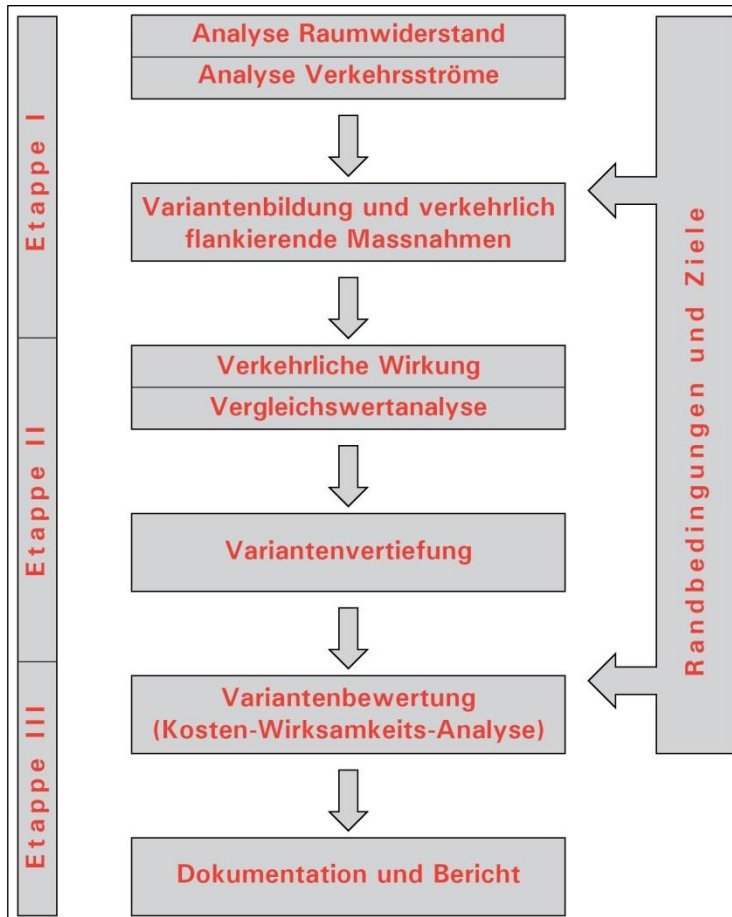 Etappe I
Etappe II
Etappe III
Analyse Raumwiderstand
Analyse Verkehrsströme
Variantenbildung und verkehrlich
flankierende Massnahmen
Verkehrliche Wirkung
Vergleichswertanalyse
Variantenvertiefung
Variantenbewertung
(Kosten-Wirksamkeits-Analyse)
Dokumentation und Bericht
Randbedingungen und Ziele